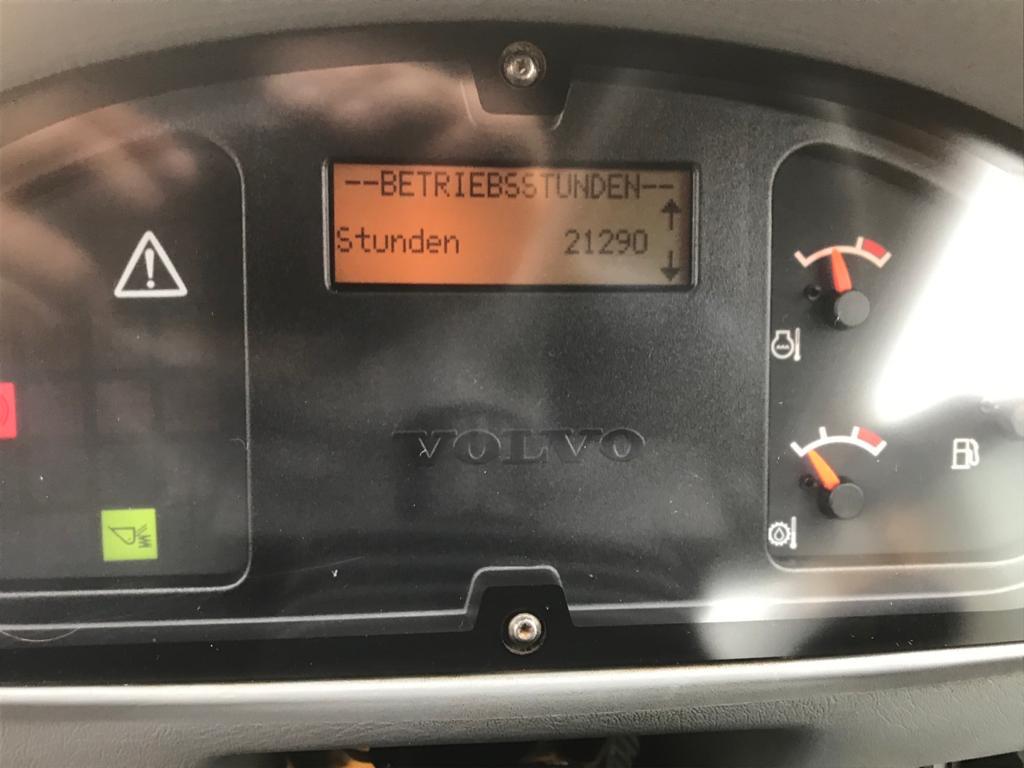 --BETRIEBSSTUNDEN--
Stunden 21290
VOLVO